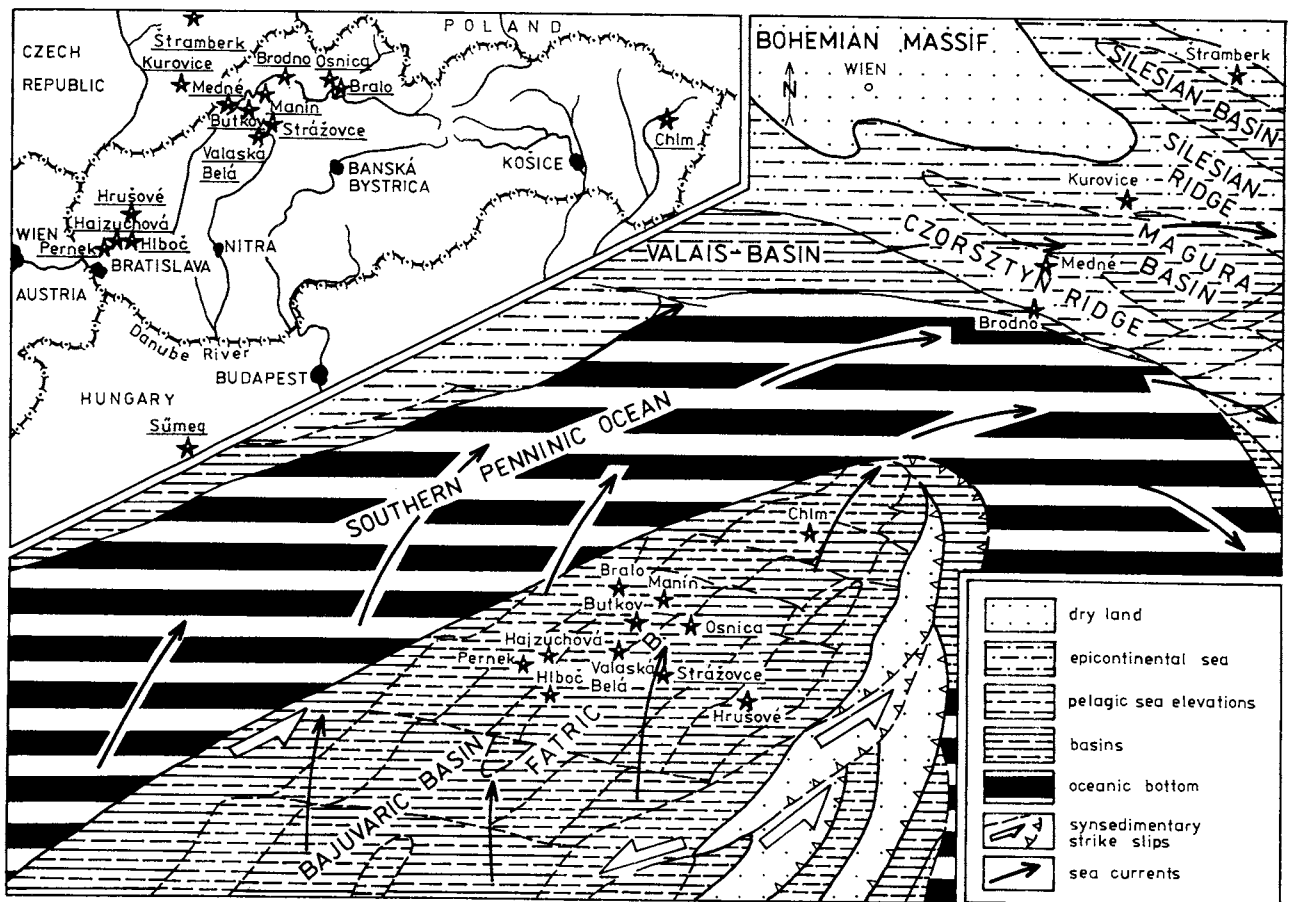 POLAND
CZECH
REPUBLIC
Štramberk
Kurovice
Brodno
Osnica
Medné
Bralo
Manín
Butkov
Strážovce
Valaská
Belá
Chlm
KOŠICE
BANSKÁ
BYSTRICA
Hrušové
Hajzuchová
WIEN
Pernek
Hlboč
NITRA
BRATISLAVA
AUSTRIA
Danube River
BUDAPEST
HUNGARY
Sűmeg
BOHEMIAN MASSIF
WIEN
N
Štramberk
SILESIAN BASIN
SILESIAN
RIDGE
Kurovice
MAGURA
BASIN
CZORSZTYN RIDGE
Medné
VALAIS-BASIN
Brodno
SOUTHERN PENNINIC OCEAN
Chlm
Bralo
Manín
Butkov
Osnica
B
Hajzuchová
Pernek
Valaská
Belá
Strážovce
Hlboč
Hrušové
FATRIC
BAJUVARIC BASIN
dry land
epicontinental sea
pelagic sea elevations
basins
oceanic bottom
synsedimentary
strike slips
sea currents